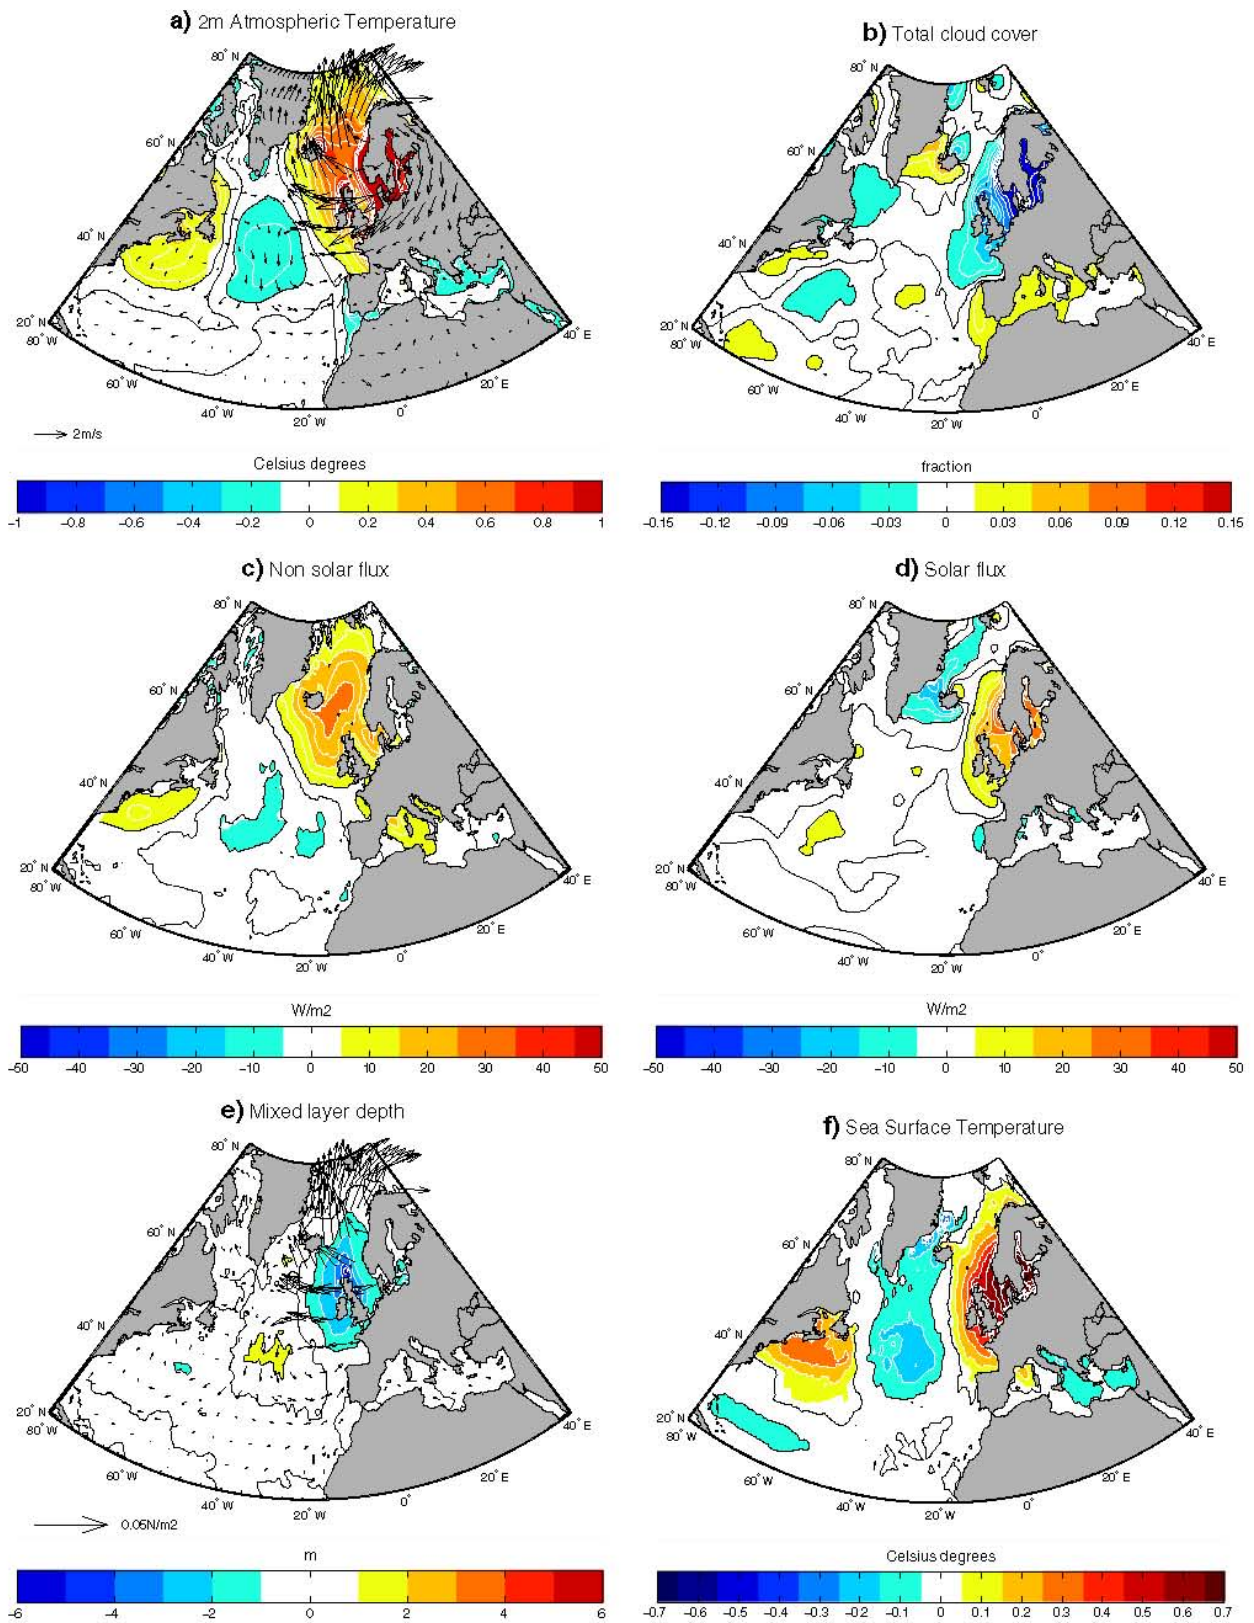 a) 2m Atmospheric Temperature
80° N
60° N
40° N
20° N
80° W
60° W
40° W
20° W
0°
20° E
40° E
2m/s
Celsius degrees
−1 −0.8 −0.6 −0.4 −0.2 0 0.2 0.4 0.6 0.8 1
b) Total cloud cover
80° N
60° N
40° N
20° N
80° W
60° W
40° W
20° W
0°
20° E
40° E
fraction
−0.15 −0.12 −0.09 −0.06 −0.03 0 0.03 0.06 0.09 0.12 0.15
c) Non solar flux
80° N
60° N
40° N
20° N
80° W
60° W
40° W
20° W
0°
20° E
40° E
W/m2
−50 −40 −30 −20 −10 0 10 20 30 40 50
d) Solar flux
80° N
60° N
40° N
20° N
80° W
60° W
40° W
20° W
0°
20° E
40° E
W/m2
−50 −40 −30 −20 −10 0 10 20 30 40 50
e) Mixed layer depth
80° N
60° N
40° N
20° N
80° W
60° W
40° W
20° W
0°
20° E
40° E
0.05N/m2
m
−6 −4 −2 0 2 4 6
f) Sea Surface Temperature
80° N
60° N
40° N
20° N
80° W
60° W
40° W
20° W
0°
20° E
40° E
Celsius degrees
−0.7 −0.6 −0.5 −0.4 −0.3 −0.2 −0.1 0 0.1 0.2 0.3 0.4 0.5 0.6 0.7